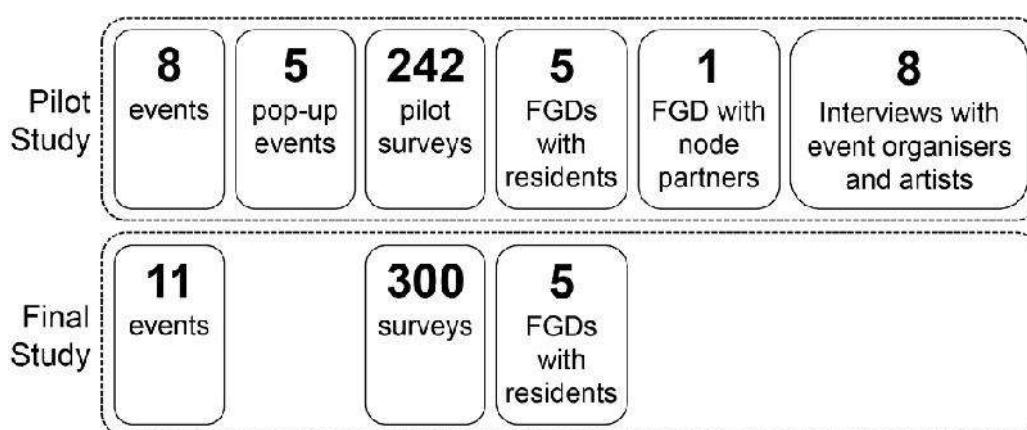 Pilot
Study
8
events
5
pop-up
events
242
pilot
surveys
5
FGDs
with
residents
1
FGD with
node
partners
8
Interviews with
event organisers
and artists
Final
Study
11
events
300
surveys
5
FGDs
with
residents